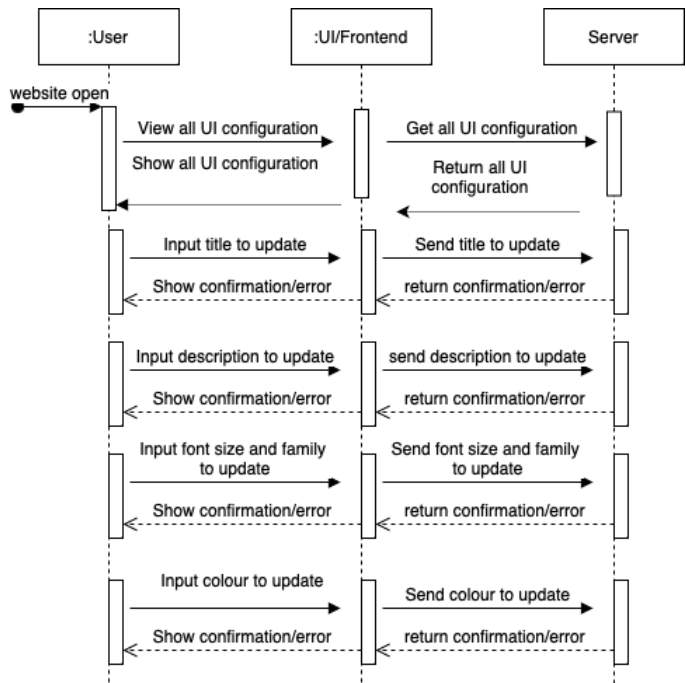 :User
:UI/Frontend
Server
website open
View all UI configuration
Get all UI configuration
Show all UI configuration
Return all UI
configuration
Input title to update
Send title to update
Show confirmation/error
return confirmation/error
Input description to update
send description to update
Show confirmation/error
return confirmation/error
Input font size and family
to update
Send font size and family
to update
Show confirmation/error
return confirmation/error
Input colour to update
Send colour to update
Show confirmation/error
return confirmation/error